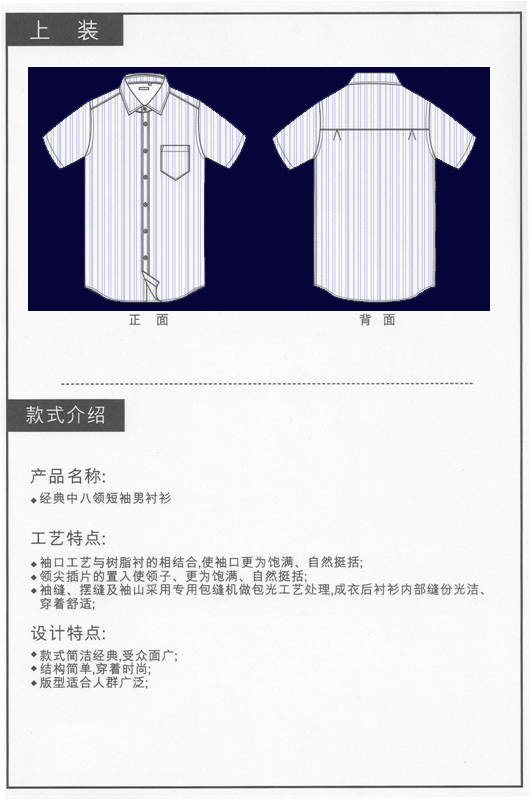 上 装
正 面
背 面
款式介绍
产品名称:
◆经典中八领短袖男衬衫
工艺特点:
◆袖口工艺与树脂衬的相结合,使袖口更为饱满、自然挺括;
◆领尖插片的置入使领子、更为饱满、自然挺括;
◆袖缝、摆缝及袖山采用专用包缝机做包光工艺处理,成衣后衬衫内部缝份光洁、
穿着舒适;
设计特点:
◆款式简洁经典,受众面广;
◆结构简单,穿着时尚;
◆版型适合人群广泛;